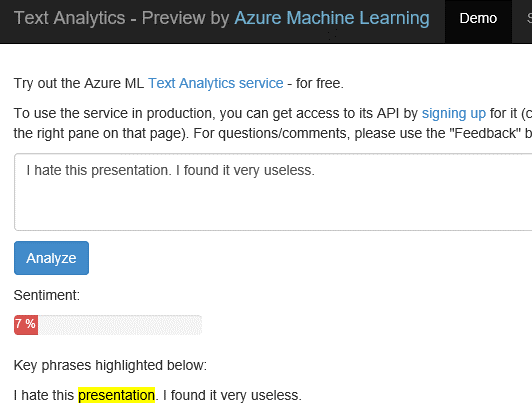 Text Analytics - Preview by Azure Machine Learning Demo S
Try out the Azure ML Text Analytics service - for free.
To use the service in production, you can get access to its API by signing up for it (c
the right pane on that page). For questions/comments, please use the "Feedback" b
I hate this presentation. I found it very useless.
Analyze
Sentiment:
7 %
Key phrases highlighted below:
I hate this presentation. I found it very useless.